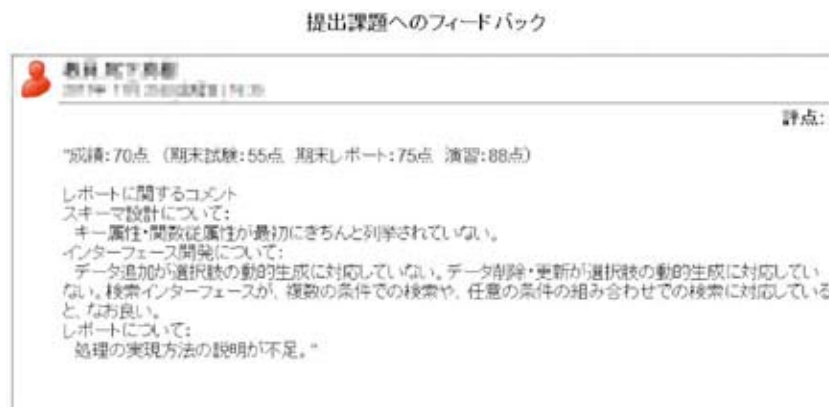 提出課題へのフィードバック
評点:
"成績:70点 (期末試験:55点 期末レポート:75点 演習:88点)
レポートに関するコメント
スキーマ設計について:
キー属性・関数従属性が最初にきちんと列挙されていない。
インターフェース開発について:
データ追加が選択肢の動的生成に対応していない。データ削除・更新が選択肢の動的生成に対応してい
ない。検索インターフェースが、複数の条件での検索や、任意の条件の組み合わせでの検索に対応している
と、なお良い。
レポートについて:
処理の実現方法の説明が不足。"